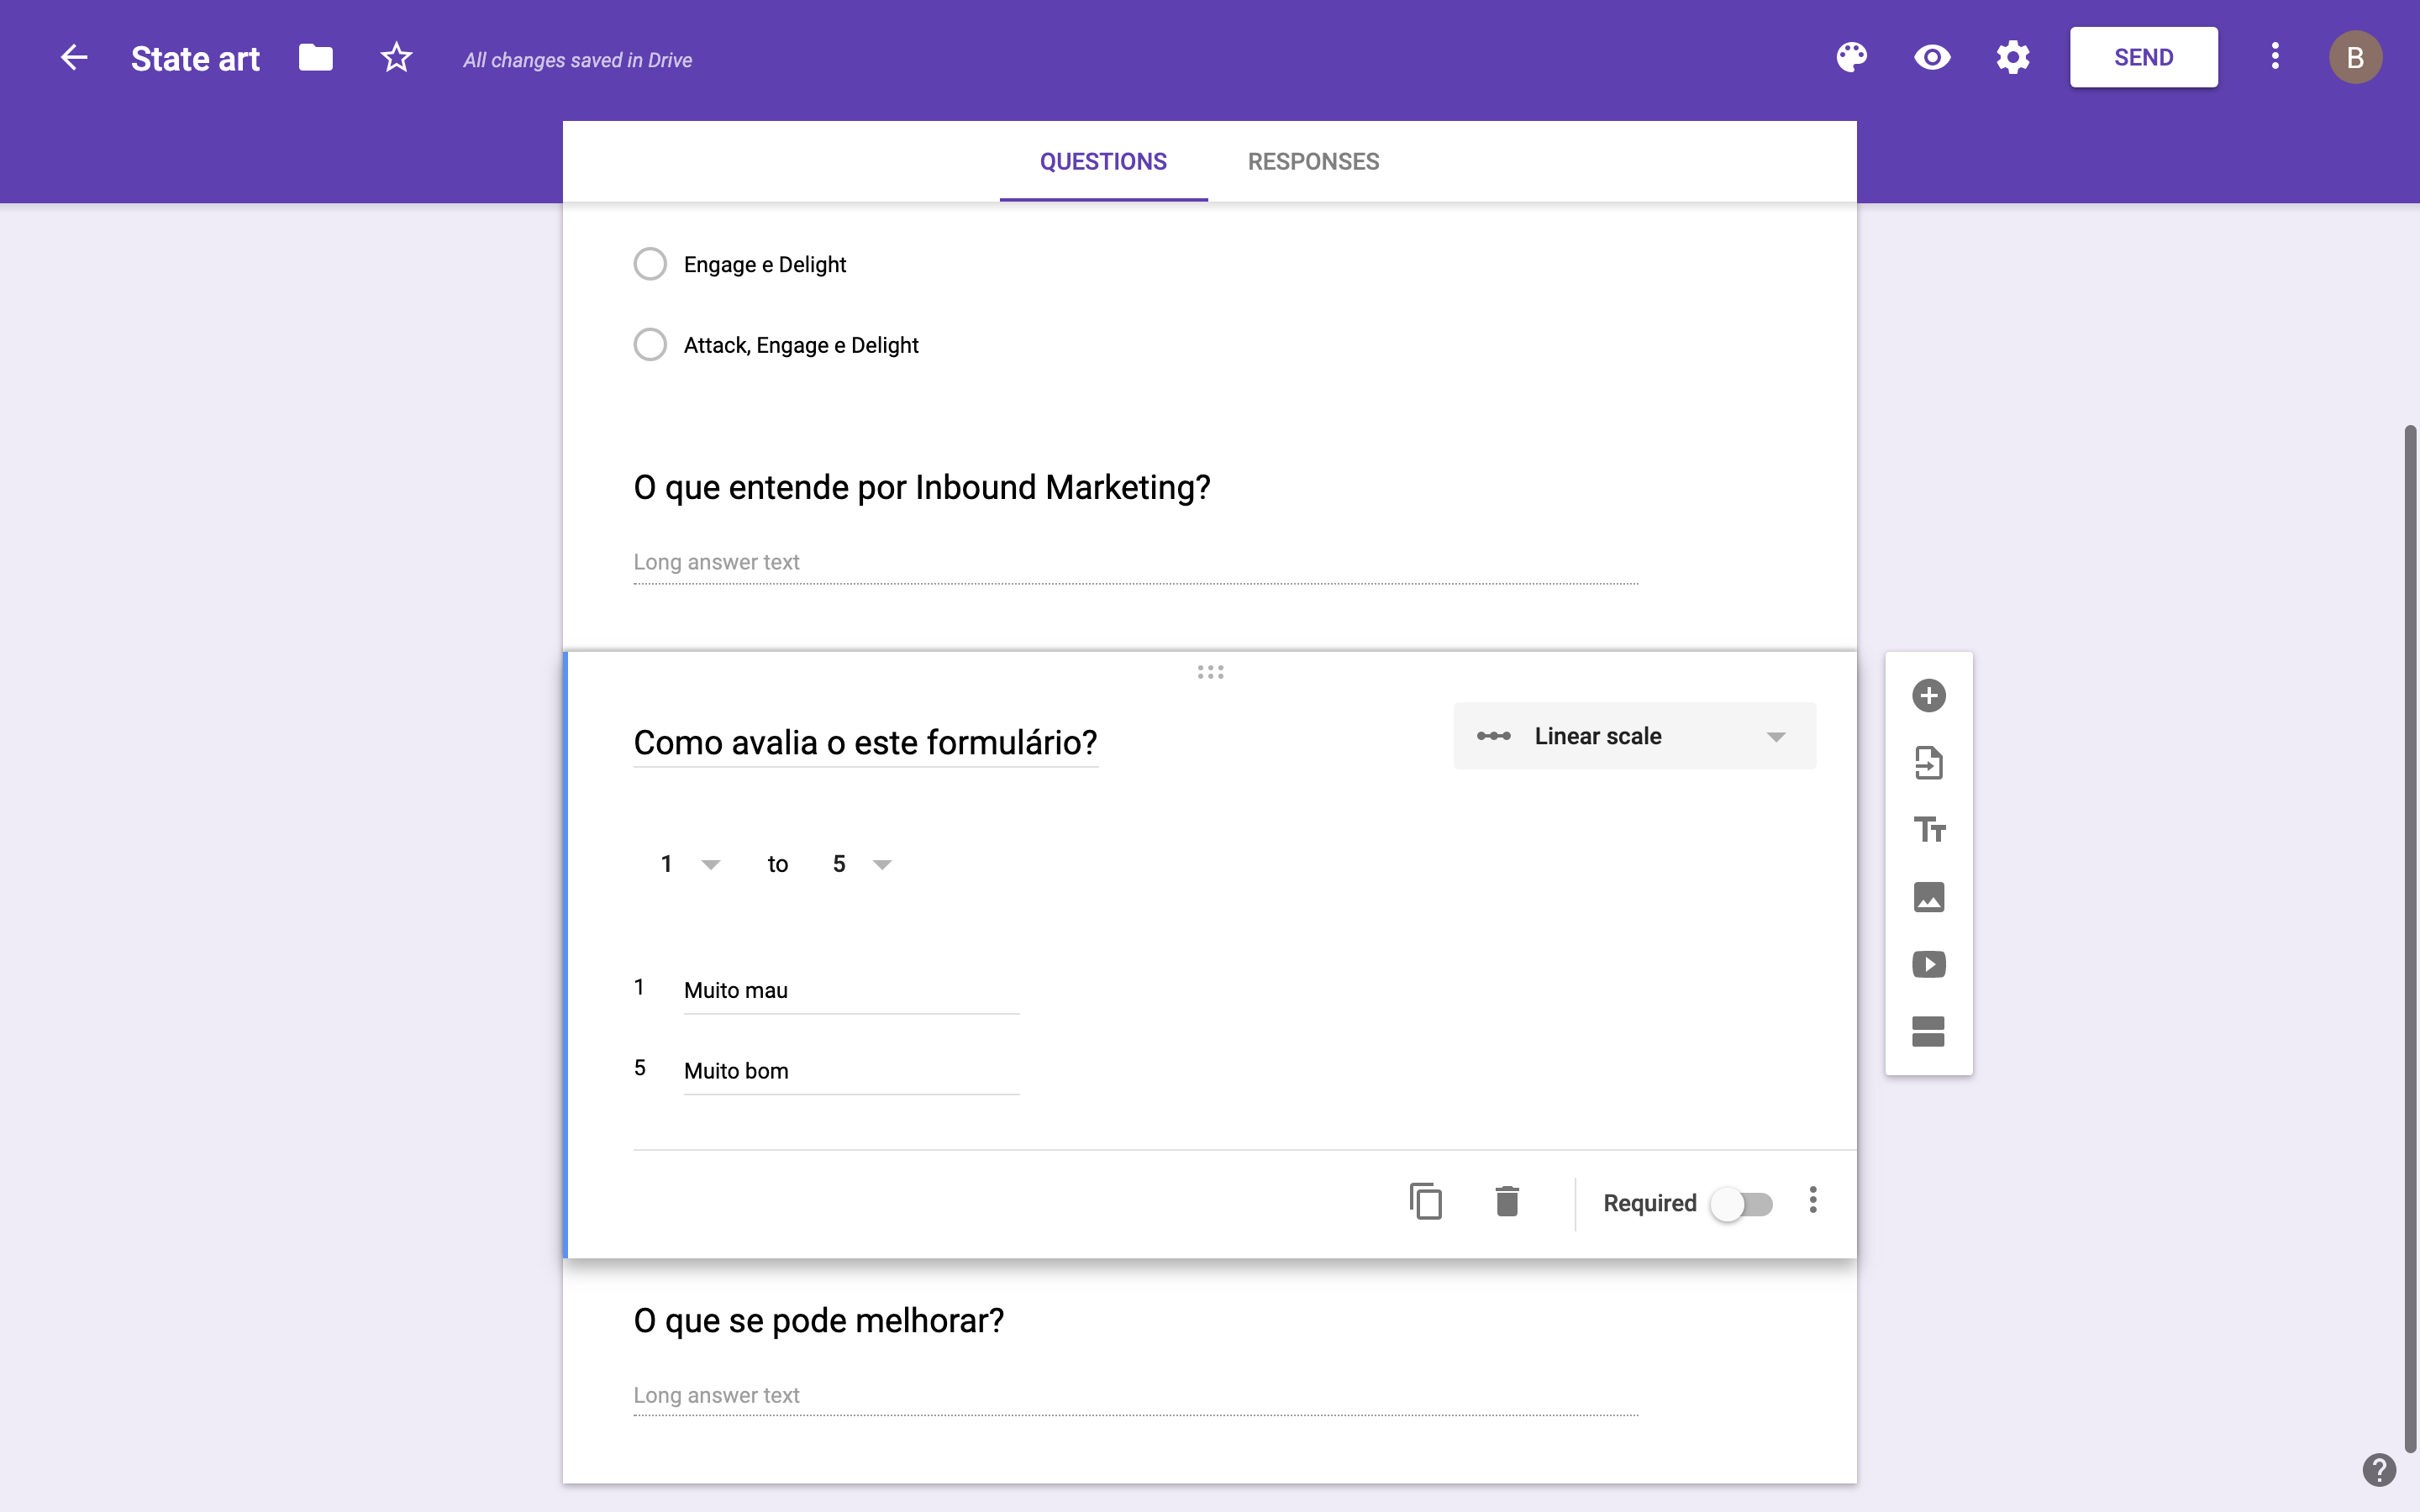 State art
All changes saved in Drive
SEND
B
QUESTIONS
RESPONSES
Engage e Delight
Attack, Engage e Delight
O que entende por Inbound Marketing?
Long answer text
Como avalia o este formulário?
Linear scale
1 to 5
1 Muito mau
5 Muito bom
Required
O que se pode melhorar?
Long answer text